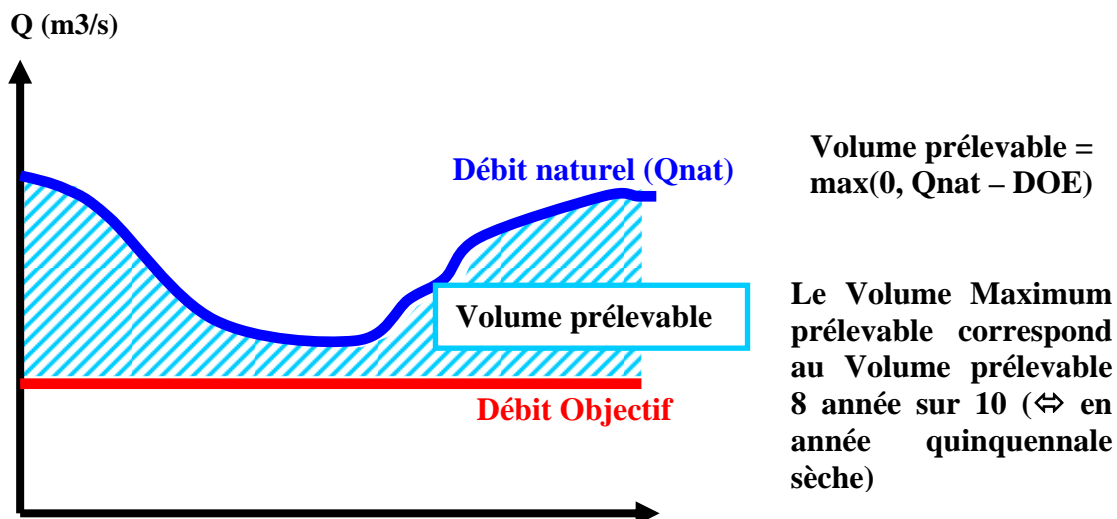 Q (m3/s)
Débit naturel (Qnat)
Volume prélevable
Débit Objectif
Volume prélevable =
max(0, Qnat – DOE)
Le Volume Maximum
prélevable correspond
au Volume prélevable
8 année sur 10 (⇔ en
année quinquennale
sèche)